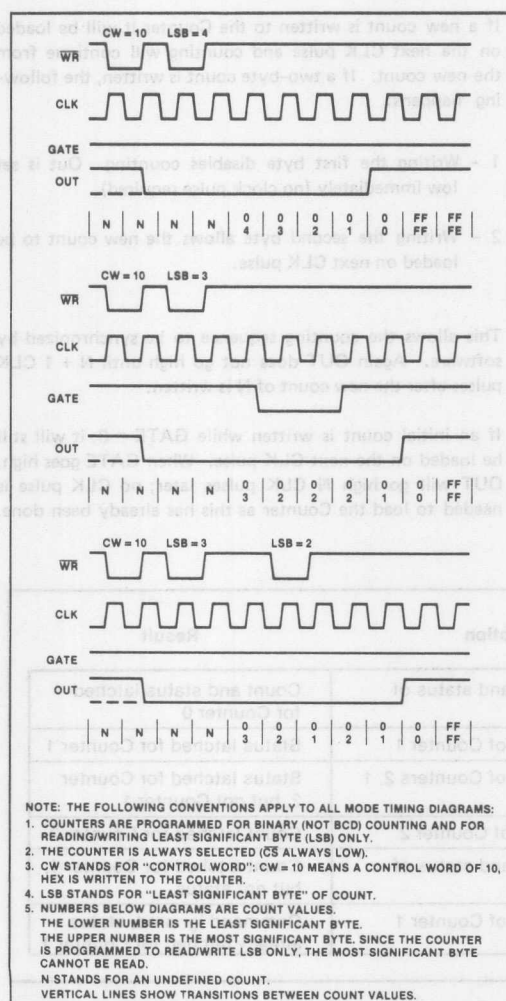 CW = 10 LSB = 4
WR
CLK
GATE
OUT
N N N N 0 0 0 0 0 FF FF
4 3 2 1 0 FF FE
CW = 10 LSB = 3
WR
CLK
GATE
OUT
N N N N 0 0 0 0 0 0 FF
3 2 2 2 1 0 FF
CW = 10 LSB = 3 LSB = 2
WR
CLK
GATE
OUT
N N N N 0 0 0 0 0 0 FF
3 2 1 2 1 0 FF
NOTE: THE FOLLOWING CONVENTIONS APPLY TO ALL MODE TIMING DIAGRAMS:
1. COUNTERS ARE PROGRAMMED FOR BINARY (NOT BCD) COUNTING AND FOR
READING/WRITING LEAST SIGNIFICANT BYTE (LSB) ONLY.
2. THE COUNTER IS ALWAYS SELECTED (CS ALWAYS LOW).
3. CW STANDS FOR "CONTROL WORD"; CW = 10 MEANS A CONTROL WORD OF 10,
HEX IS WRITTEN TO THE COUNTER.
4. LSB STANDS FOR "LEAST SIGNIFICANT BYTE" OF COUNT.
5. NUMBERS BELOW DIAGRAMS ARE COUNT VALUES.
THE LOWER NUMBER IS THE LEAST SIGNIFICANT BYTE.
THE UPPER NUMBER IS THE MOST SIGNIFICANT BYTE. SINCE THE COUNTER
IS PROGRAMMED TO READ/WRITE LSB ONLY, THE MOST SIGNIFICANT BYTE
CANNOT BE READ.
N STANDS FOR AN UNDEFINED COUNT.
VERTICAL LINES SHOW TRANSITIONS BETWEEN COUNT VALUES.